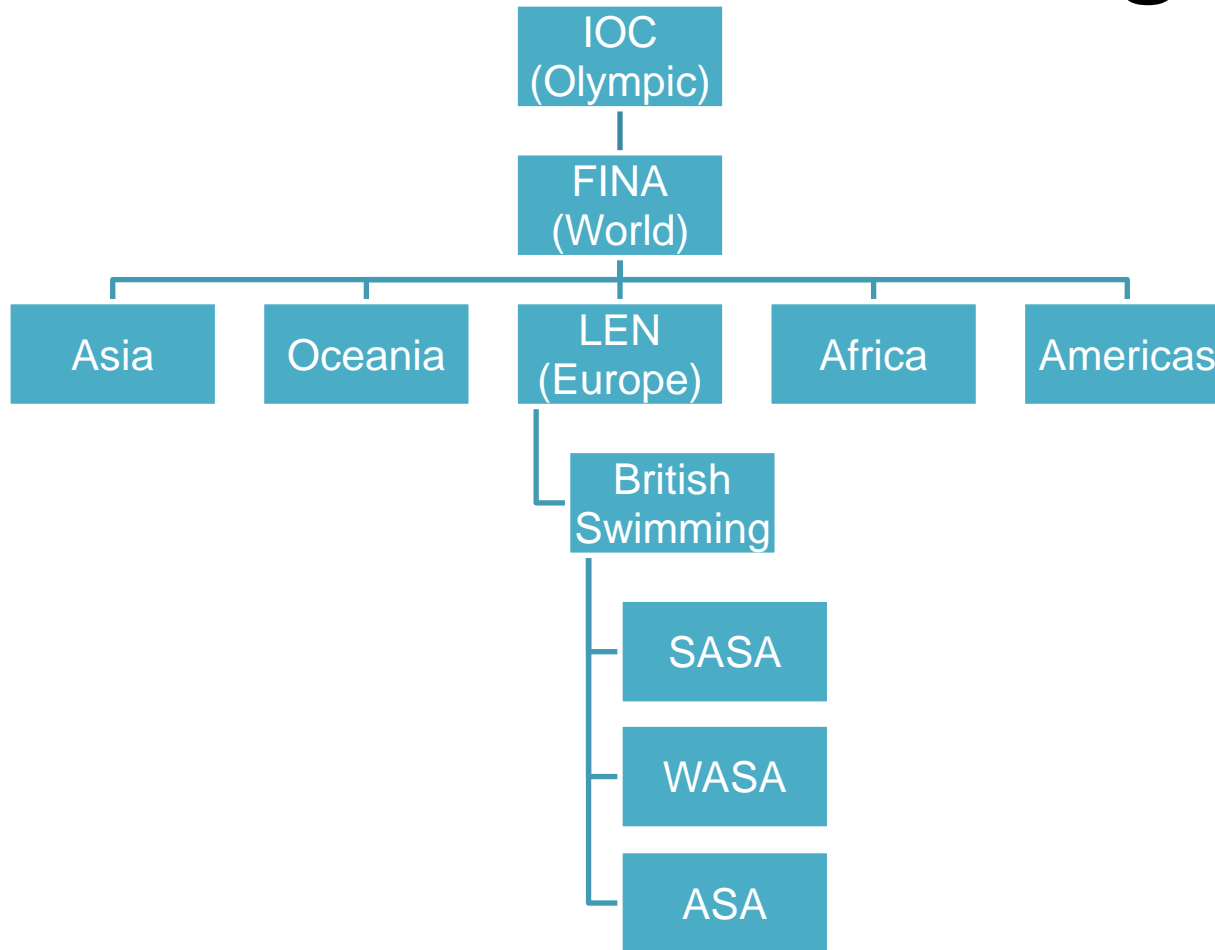 IOC
(Olympic)
FINA
(World)
Asia
Oceania
LEN
(Europe)
Africa
Americas
British
Swimming
SASA
WASA
ASA